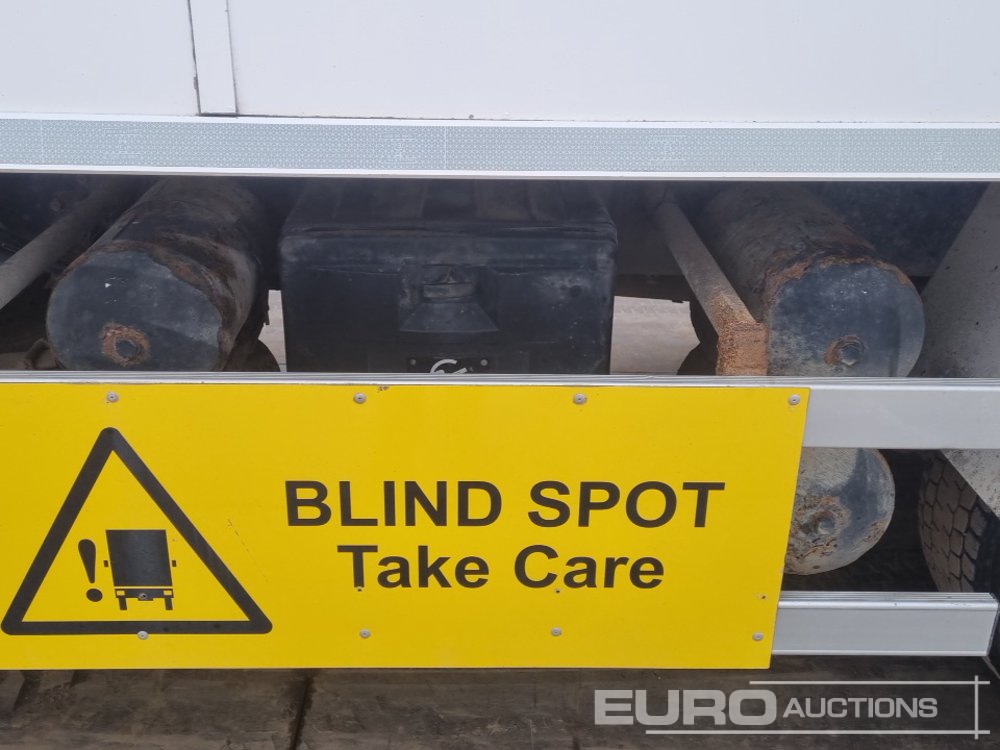 BLIND SPOT
Take Care
EURO AUCTIONS